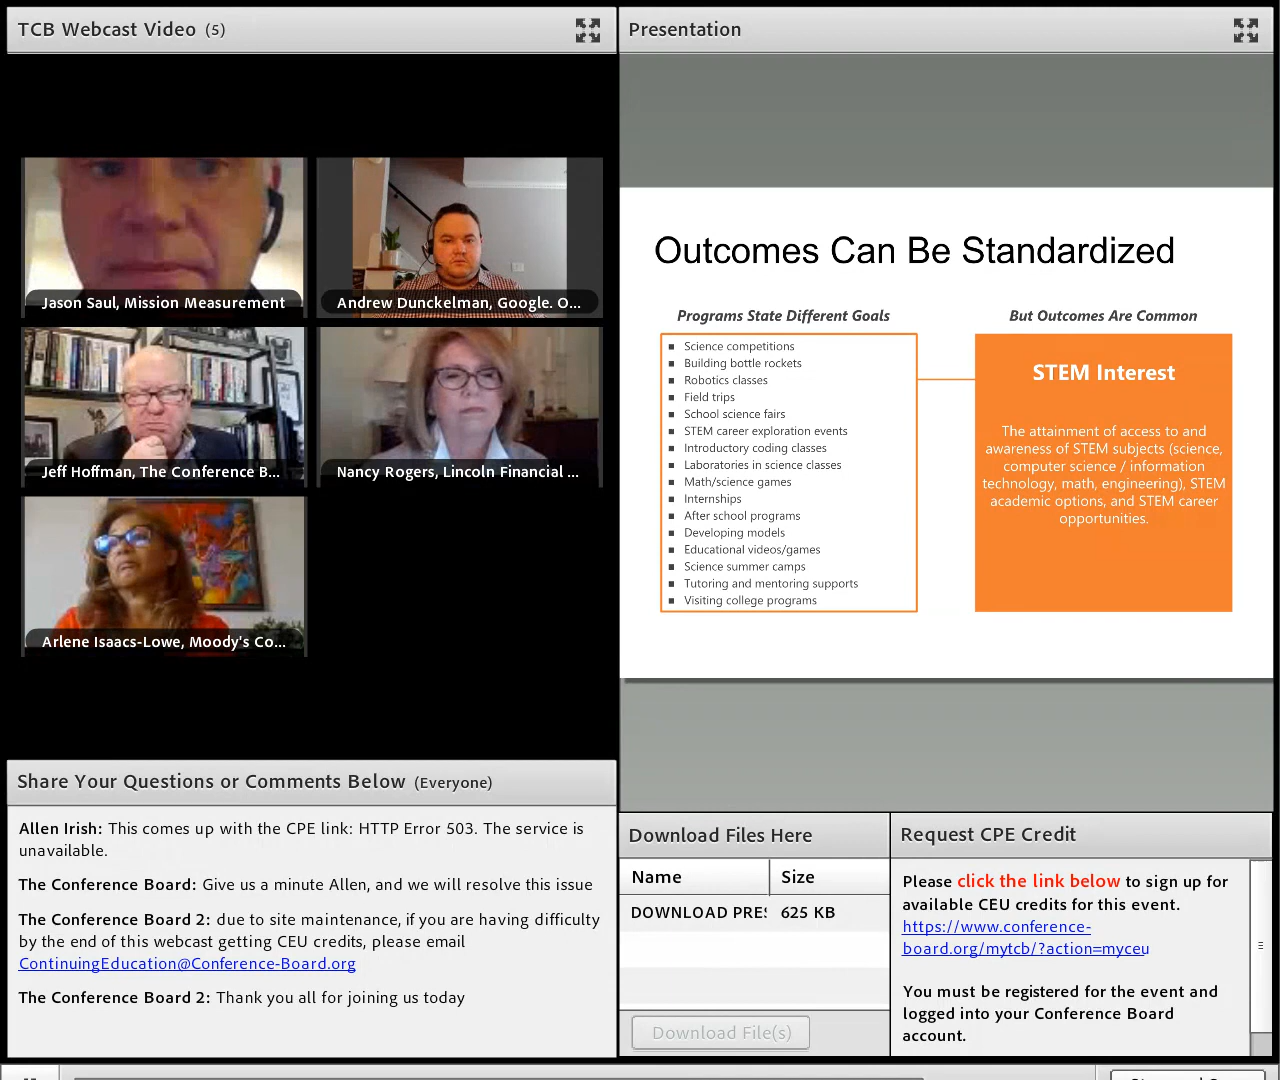 TCB Webcast Video (5)
Jason Saul, Mission Measurement
Andrew Dunckelman, Google. O...
Jeff Hoffman, The Conference B...
Nancy Rogers, Lincoln Financial ...
Arlene Isaacs-Lowe, Moody's Co...
Presentation
Outcomes Can Be Standardized
Programs State Different Goals
■ Science competitions
■ Building bottle rockets
■ Robotics classes
■ Field trips
■ School science fairs
■ STEM career exploration events
■ Introductory coding classes
■ Laboratories in science classes
■ Math/science games
■ Internships
■ After school programs
■ Developing models
■ Educational videos/games
■ Science summer camps
■ Tutoring and mentoring supports
■ Visiting college programs
But Outcomes Are Common
STEM Interest
The attainment of access to and
awareness of STEM subjects (science,
computer science / information
technology, math, engineering), STEM
academic options, and STEM career
opportunities.
Share Your Questions or Comments Below (Everyone)
Allen Irish: This comes up with the CPE link: HTTP Error 503. The service is
unavailable.
The Conference Board: Give us a minute Allen, and we will resolve this issue
The Conference Board 2: due to site maintenance, if you are having difficulty
by the end of this webcast getting CEU credits, please email
ContinuingEducation@Conference-Board.org
The Conference Board 2: Thank you all for joining us today
Download Files Here
Name Size
DOWNLOAD PRE 625 KB
Download File(s)
Request CPE Credit
Please click the link below to sign up for
available CEU credits for this event.
https://www.conference-
board.org/mytcb/?action=myceu
You must be registered for the event and
logged into your Conference Board
account.